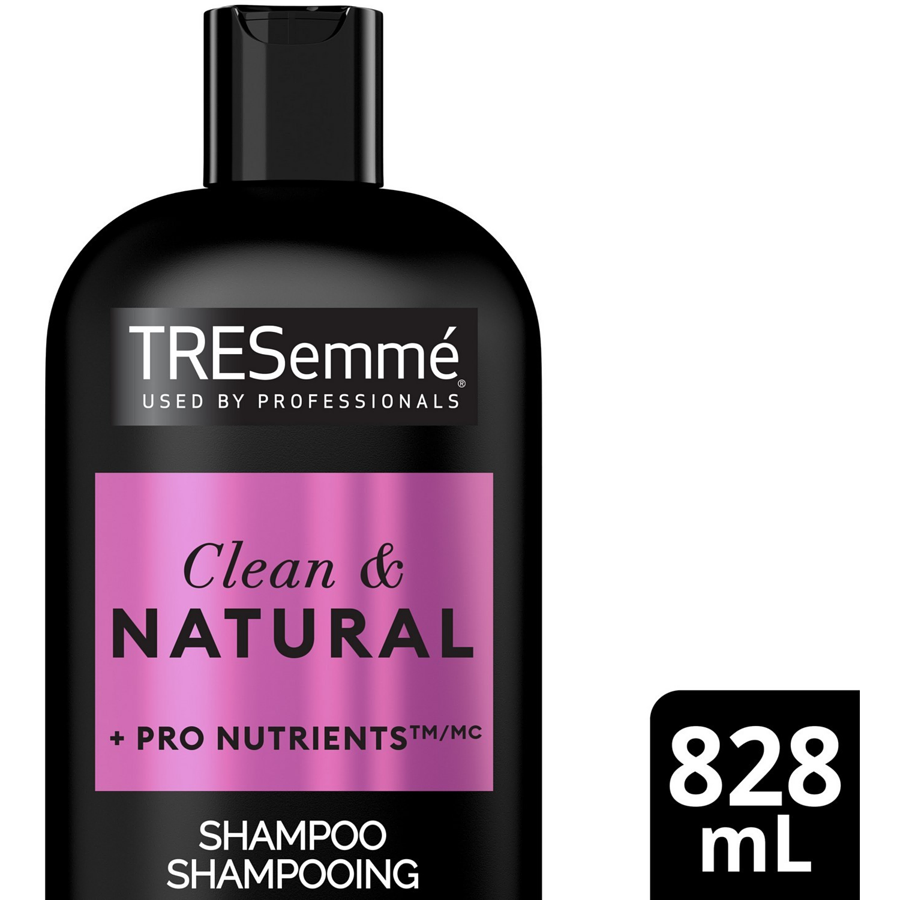 TRESemmé®
USED BY PROFESSIONALS
Clean &
NATURAL
+ PRO NUTRIENTS™/MC
SHAMPOO
SHAMPOOING
828
mL